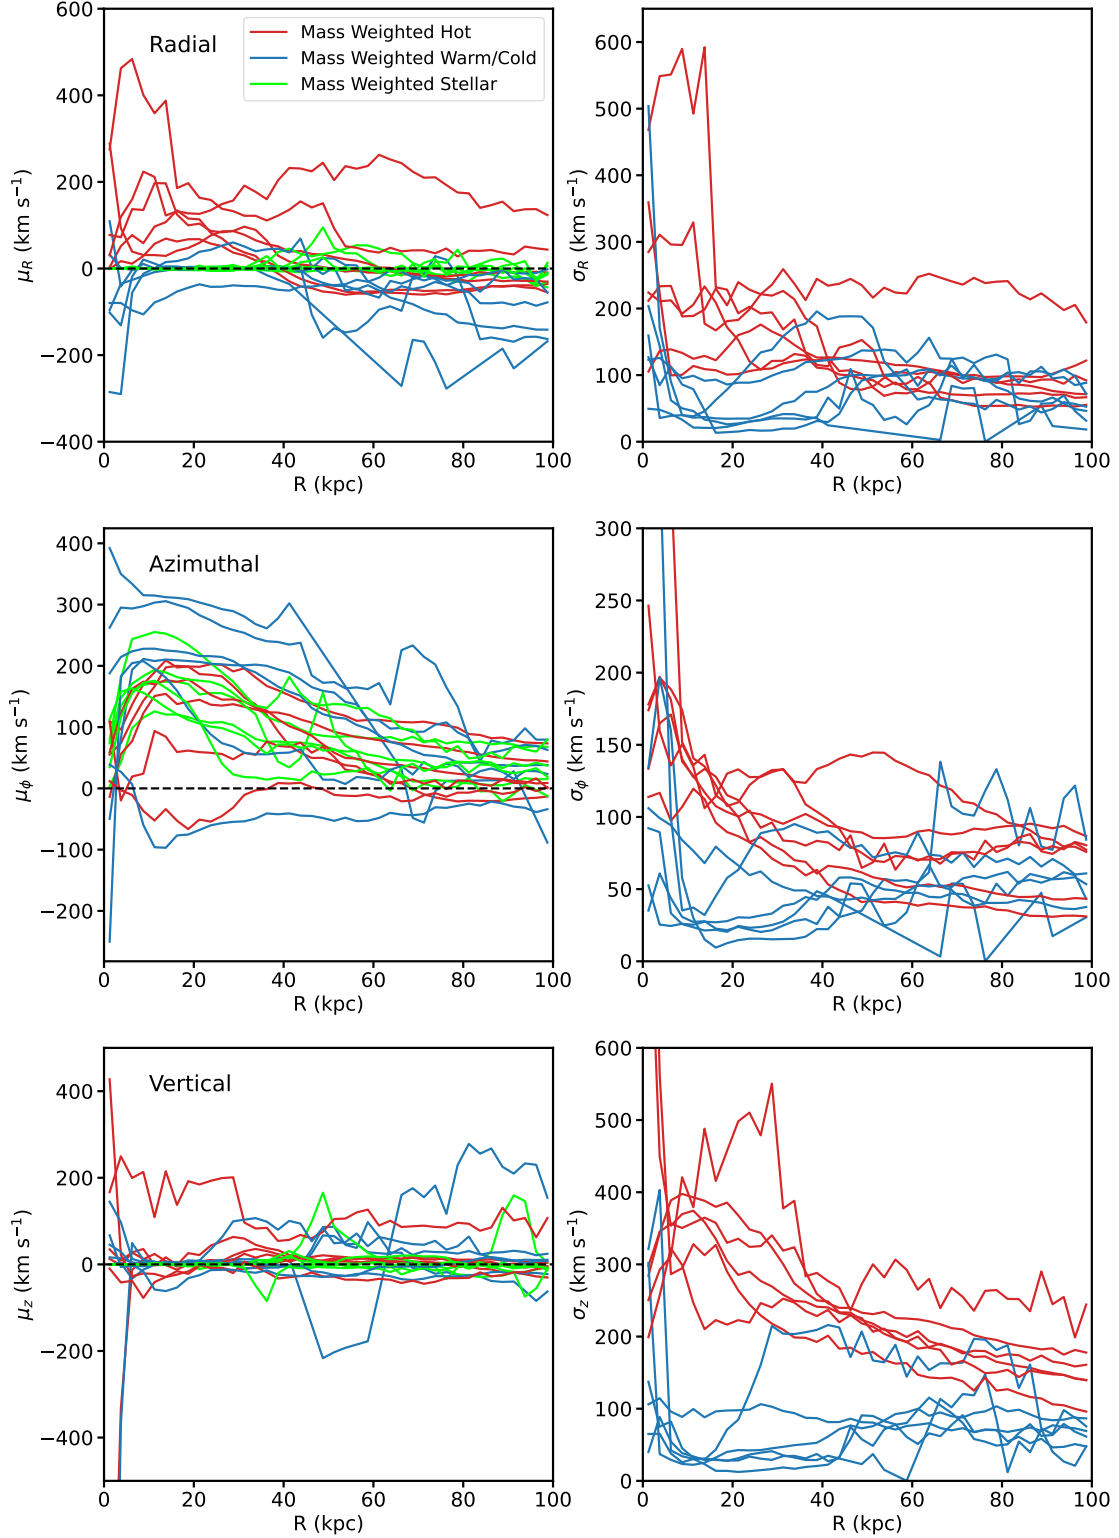 600
400
200
0
−200
−400
μR (km s−1)
Radial
Mass Weighted Hot
Mass Weighted Warm/Cold
Mass Weighted Stellar
0 20 40 60 80 100
R (kpc)
600
500
400
300
200
100
0
σR (km s−1)
0 20 40 60 80 100
R (kpc)
400
300
200
100
0
−100
−200
μϕ (km s−1)
Azimuthal
0 20 40 60 80 100
R (kpc)
300
250
200
150
100
50
0
σϕ (km s−1)
0 20 40 60 80 100
R (kpc)
400
200
0
−200
−400
μz (km s−1)
Vertical
0 20 40 60 80 100
R (kpc)
600
500
400
300
200
100
0
σz (km s−1)
0 20 40 60 80 100
R (kpc)